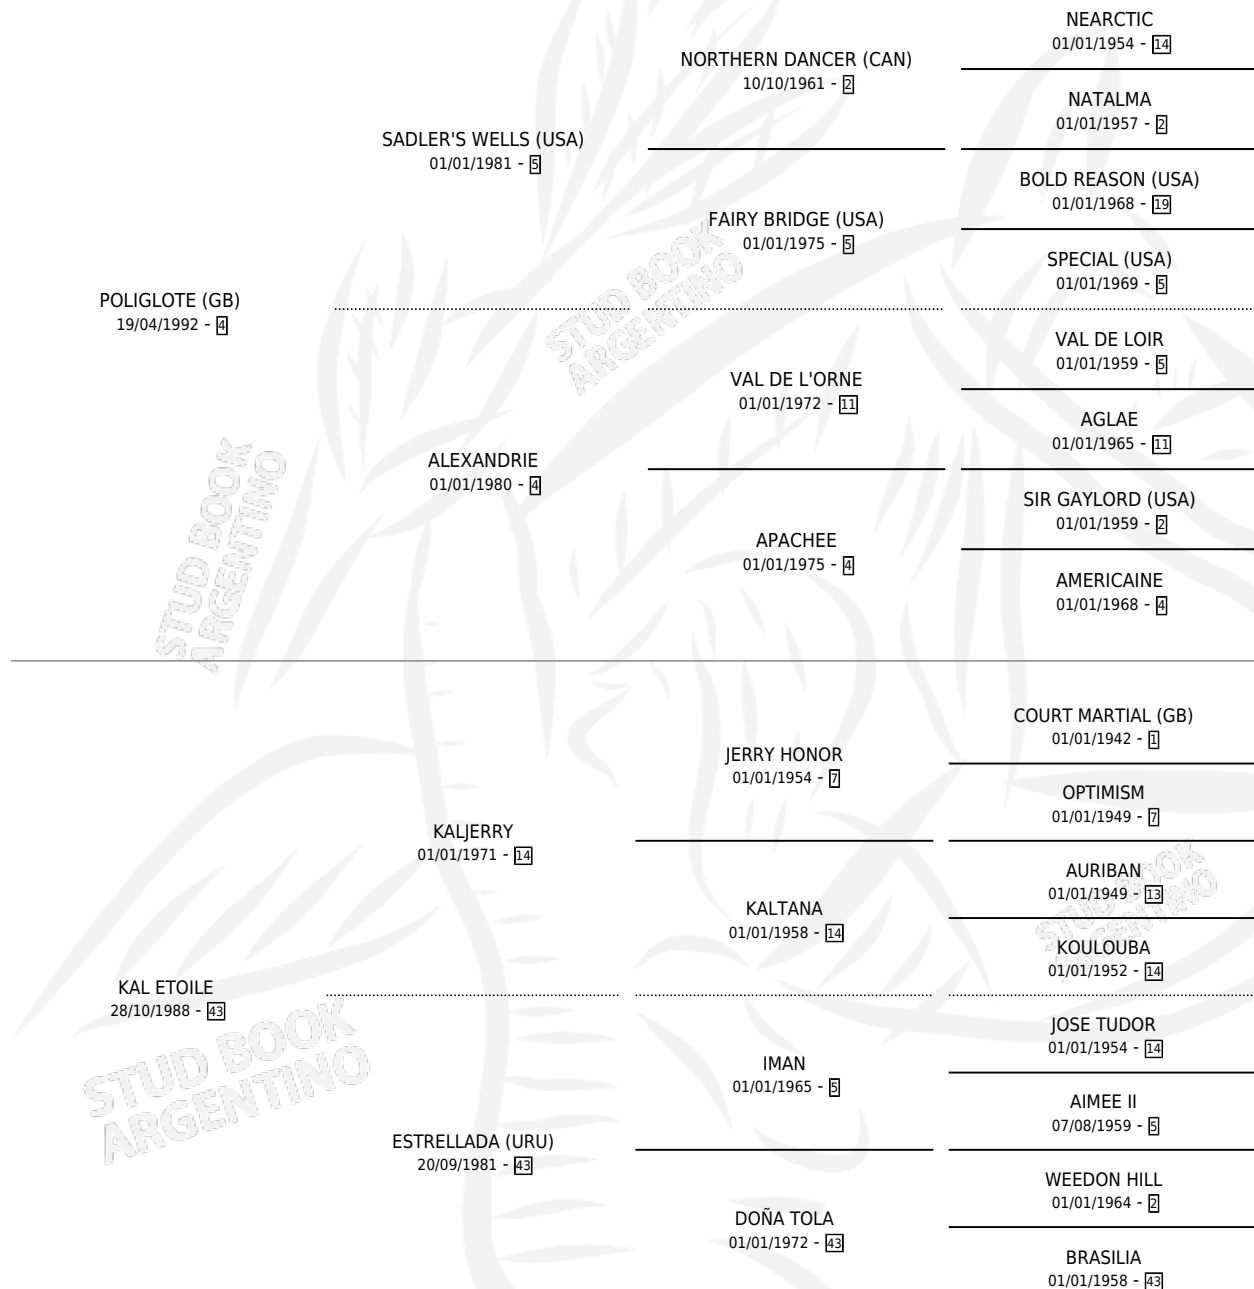 NEARCTIC
01/01/1954 - 14
NORTHERN DANCER (CAN)
10/10/1961 - 2
NATALMA
01/01/1957 - 2
SADLER'S WELLS (USA)
01/01/1981 - 5
BOLD REASON (USA)
01/01/1968 - 19
FAIRY BRIDGE (USA)
01/01/1975 - 5
SPECIAL (USA)
01/01/1969 - 5
POLIGLOTE (GB)
19/04/1992 - 4
VAL DE LOIR
01/01/1959 - 5
VAL DE L'ORNE
01/01/1972 - 11
AGLAE
01/01/1965 - 11
ALEXANDRIE
01/01/1980 - 4
SIR GAYLORD (USA)
01/01/1959 - 2
APACHEE
01/01/1975 - 4
AMERICAINE
01/01/1968 - 4
COURT MARTIAL (GB)
01/01/1942 - 1
JERRY HONOR
01/01/1954 - 7
OPTIMISM
01/01/1949 - 7
KALJERRY
01/01/1971 - 14
AURIBAN
01/01/1949 - 13
KALTANA
01/01/1958 - 14
KOULOUBA
01/01/1952 - 14
KAL ETOILE
28/10/1988 - 43
JOSE TUDOR
01/01/1954 - 14
IMAN
01/01/1965 - 5
AIMEE II
07/08/1959 - 5
ESTRELLADA (URU)
20/09/1981 - 43
WEEDON HILL
01/01/1964 - 2
DOÑA TOLA
01/01/1972 - 43
BRASILIA
01/01/1958 - 43
STUD BOOK
ARGENTINO
STUD BOOK
ARGENTINO
STUD BOOK
ARGENTINO
STUD BOOK
ARGENTINO